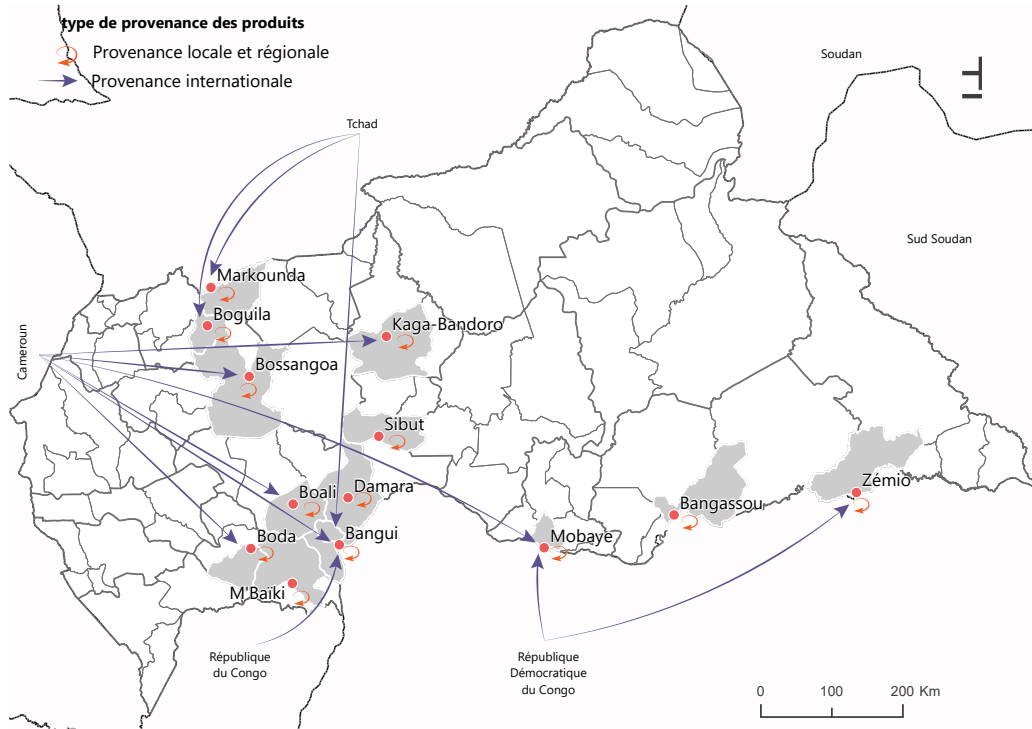 type de provenance des produits
Provenance locale et régionale
Provenance internationale
Soudan
Tchad
Sud Soudan
Markounda
Boguila
Kaga-Bandoro
Cameroun
Bossangoa
Sibut
Zémio
Boali
Damara
Bangassou
Boda
Bangui
Mobaye
M'Baïki
République
du Congo
République
Démocratique
du Congo
0 100 200 Km